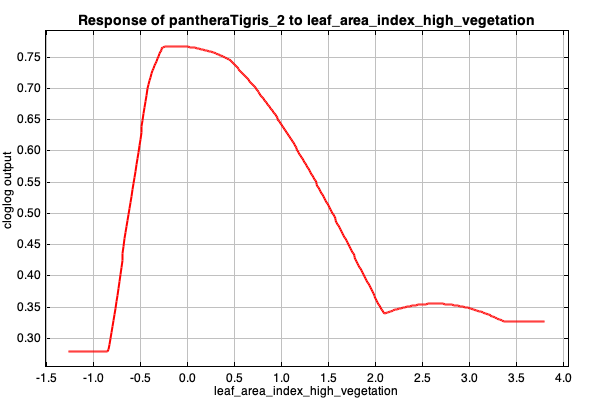 Response of pantheraTigris_2 to leaf_area_index_high_vegetation
cloglog output
0.75
0.70
0.65
0.60
0.55
0.50
0.45
0.40
0.35
0.30
-1.5 -1.0 -0.5 0.0 0.5 1.0 1.5 2.0 2.5 3.0 3.5 4.0
leaf_area_index_high_vegetation